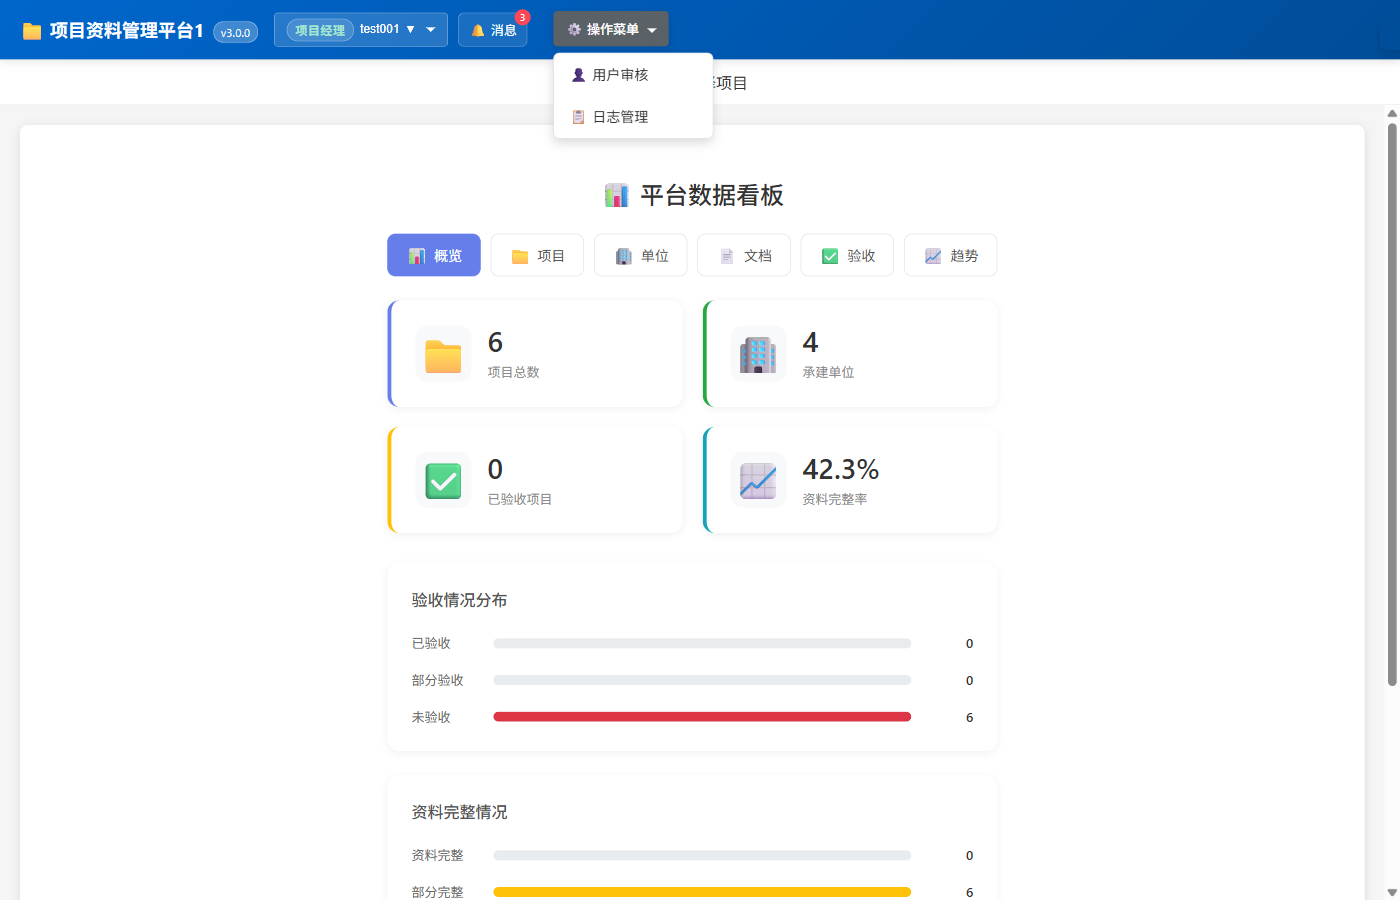 项目资料管理平台1 v3.0.0 项目经理 test001 ▼ 消息 3 操作菜单
用户审核
日志管理
项目
平台数据看板
概览 项目 单位 文档 验收 趋势
6
项目总数
4
承建单位
0
已验收项目
42.3%
资料完整率
验收情况分布
已验收 0
部分验收 0
未验收 6
资料完整情况
资料完整 0
部分完整 6